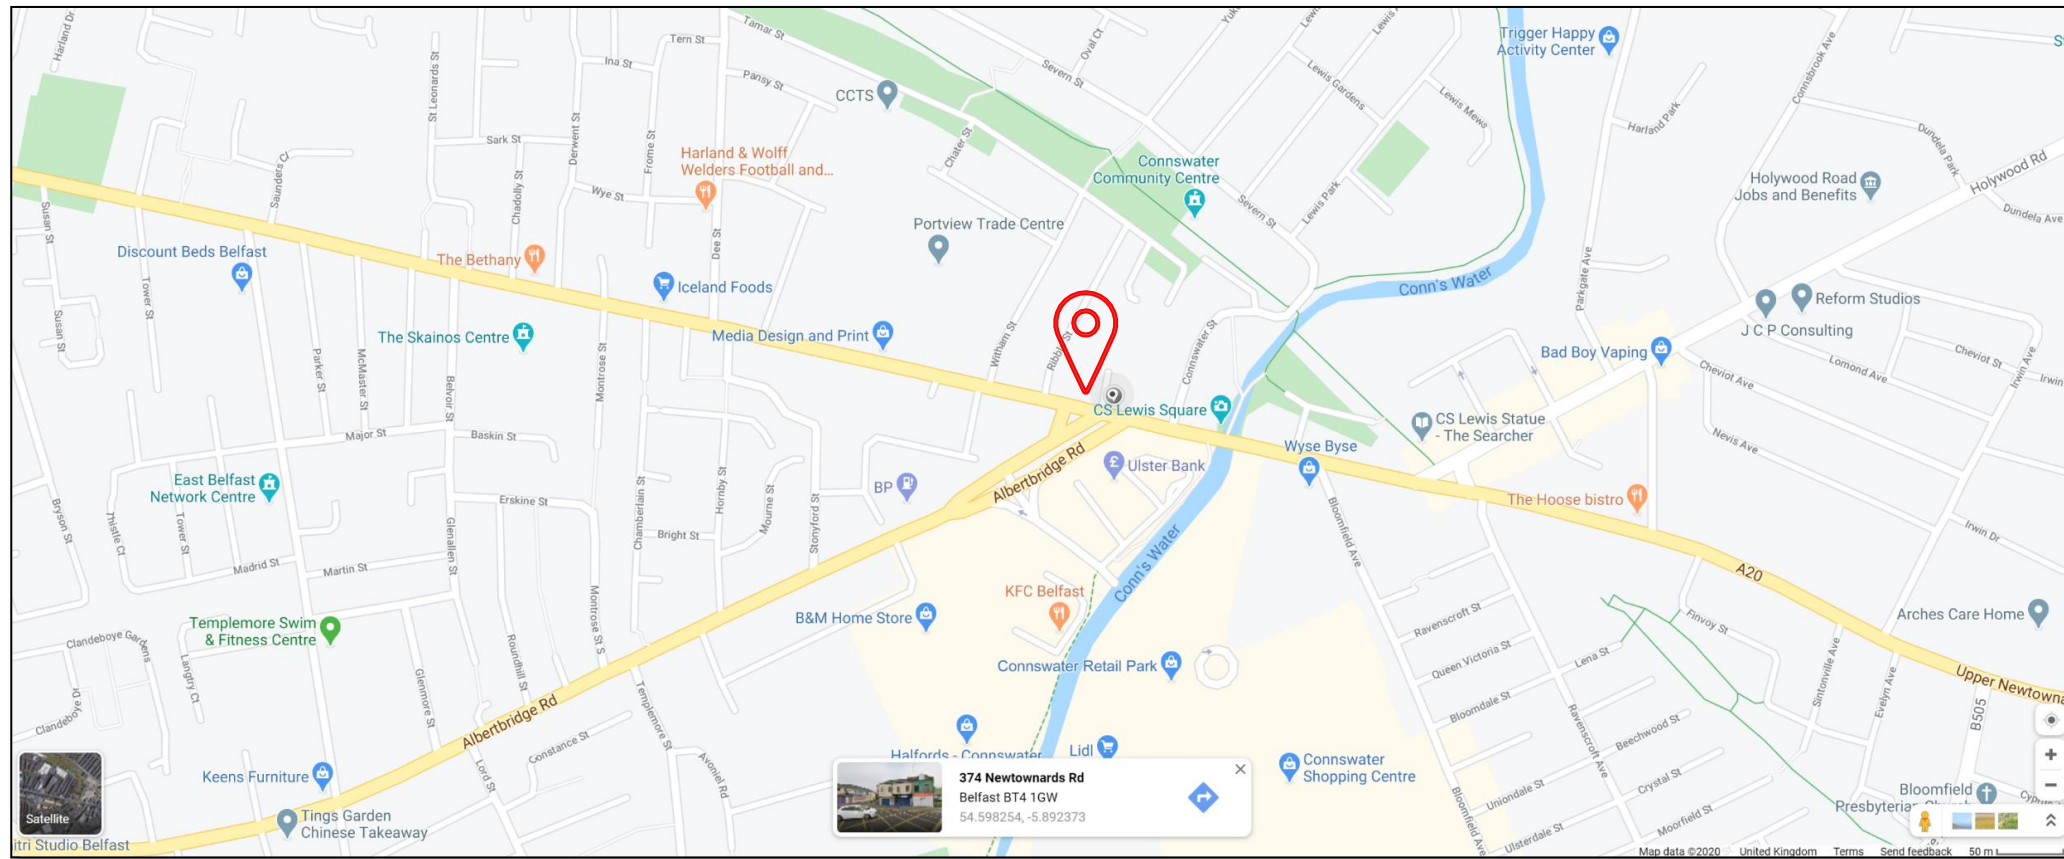 Harland Dr
Tamar St
Oval Ct
Trigger Happy
Activity Center
Tern St
Ina St
Pansy St
St Leonards St
Severn St
Lewis Gardens
Lewis Mews
Connsbrook Ave
CCTS
Harland Park
Dundela Park
Sark St
Derwent St
Frome St
Chater St
Harland & Wolff
Welders Football and...
Connswater
Community Centre
Holywood Rd
Holywood Road
Jobs and Benefits
Saunders Cl
Chadolly St
Wye St
Severn St
Lewis Park
Dundela Ave
Susan St
Portview Trade Centre
Dee St
Discount Beds Belfast
The Bethany
Iceland Foods
Conn's Water
Parkgate Ave
Reform Studios
J C P Consulting
Tower St
Susan St
The Skainos Centre
Media Design and Print
Witham St
Connswater St
Bad Boy Vaping
Cheviot St
Irwin Ave
Lomond Ave
Irwin
Parker St
McMaster St
Belvoir St
Montrose St
Cheviot Ave
CS Lewis Square
CS Lewis Statue
- The Searcher
Major St
Baskin St
Wyse Byse
Nevis Ave
Albertbridge Rd
Ulster Bank
BP
East Belfast
Network Centre
Erskine St
Chamberlain St
Hornby St
Mourne St
Stonyford St
The Hoose bistro
Bloomfield Ave
Bryson St
Thistle Ct
Tower St
Glenallen St
Bright St
Irwin Dr
Conn's Water
Madrid St
Martin St
A20
Montrose St S
KFC Belfast
B&M Home Store
Ravenscroft St
Finvoy St
Arches Care Home
Templemore Swim
& Fitness Centre
Clandeboye Gardens
Langtry Ct
Roundhill St
Queen Victoria St
Lena St
Connswater Retail Park
Sintonville Ave
Evelyn Ave
Upper Newtowna
Glenmore St
Templemore St
Bloomdale St
Ravenscroft Ave
Beechwood St
B505
Clandeboye Dr
Albertbridge Rd
Constance St
Halfords - Connswater
Lidl
Connswater
Shopping Centre
Keens Furniture
Lord St
Avoniel Rd
374 Newtownards Rd
Belfast BT4 1GW
54.598254, -5.892373
Crystal St
Uniondale St
Bloomfield
Presbyterian Church
Satellite
Tings Garden
Chinese Takeaway
Bloomfield Ave
Moorfield St
Ulsterdale St
itri Studio Belfast
Map data ©2020 United Kingdom Terms Send feedback 50 m